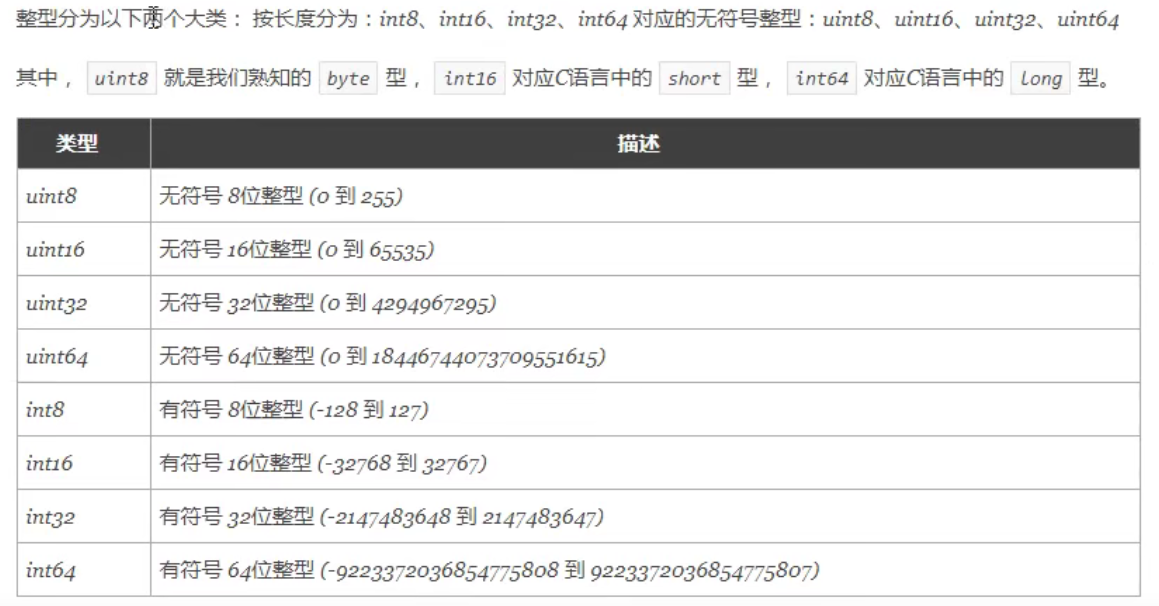 整型分为以下两个大类： 按长度分为：int8、int16、int32、int64 对应的无符号整型：uint8、uint16、uint32、uint64
其中， uint8 就是我们熟知的 byte 型， int16 对应C语言中的 short 型， int64 对应C语言中的 long 型。
类型 描述
uint8 无符号 8位整型 (0 到 255)
uint16 无符号 16位整型 (0 到 65535)
uint32 无符号 32位整型 (0 到 4294967295)
uint64 无符号 64位整型 (0 到 18446744073709551615)
int8 有符号 8位整型 (-128 到 127)
int16 有符号 16位整型 (-32768 到 32767)
int32 有符号 32位整型 (-2147483648 到 2147483647)
int64 有符号 64位整型 (-9223372036854775808 到 9223372036854775807)